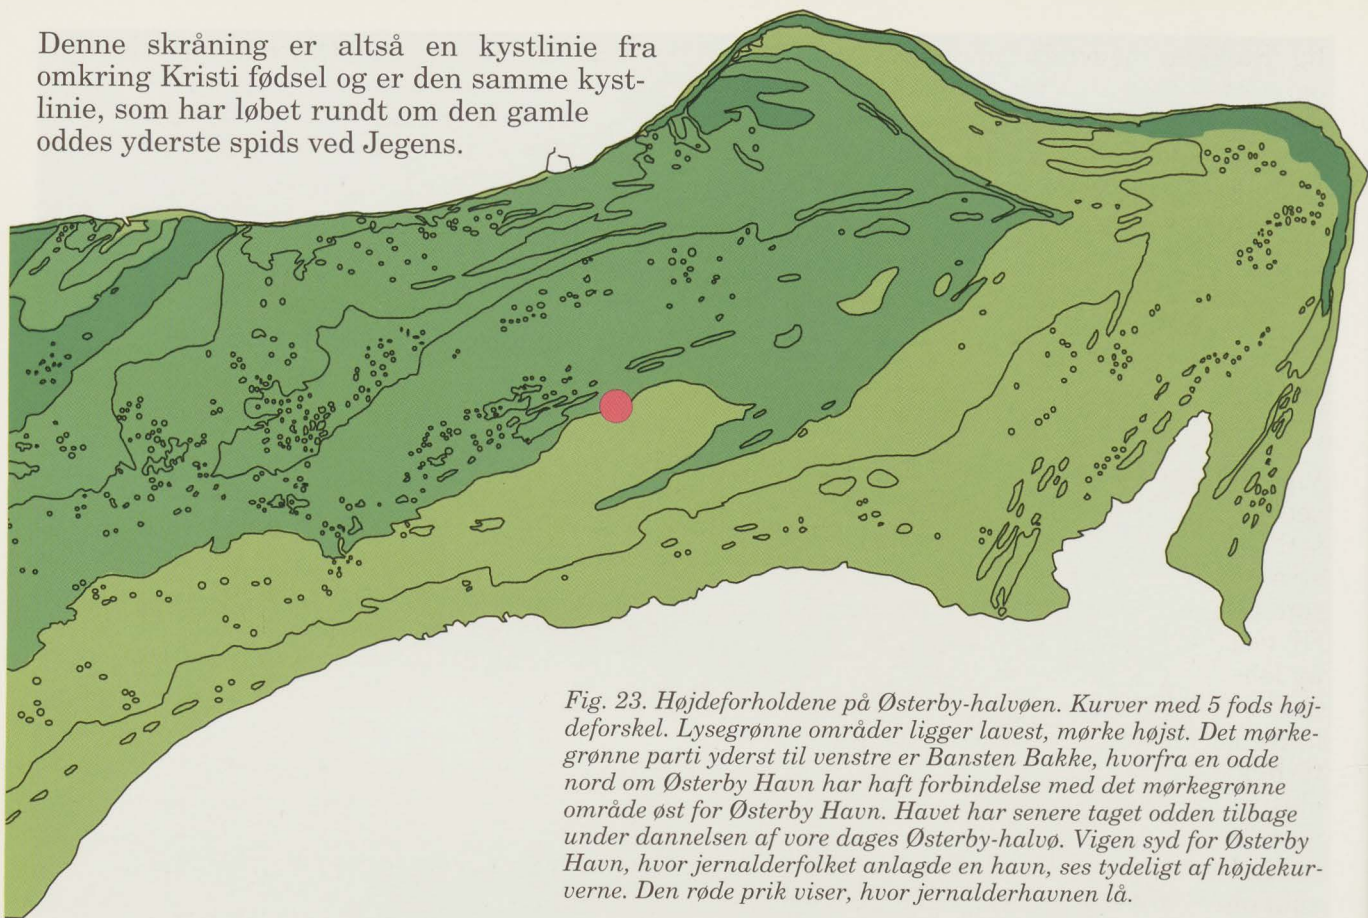 Denne skråning er altså en kystlinie fra
omkring Kristi fødsel og er den samme kyst-
linie, som har løbet rundt om den gamle
oddes yderste spids ved Jegens.
Fig. 23. Højdeforholdene på Østerby-halvøen. Kurver med 5 fods høj-
deforskel. Lysegrønne områder ligger lavest, mørke højst. Det mørke-
grønne parti yderst til venstre er Bansten Bakke, hvorfra en odde
nord om Østerby Havn har haft forbindelse med det mørkegrønne
område øst for Østerby Havn. Havet har senere taget odden tilbage
under dannelsen af vore dages Østerby-halvø. Vigen syd for Østerby
Havn, hvor jernalderfolket anlagde en havn, ses tydeligt af højdekur-
verne. Den røde prik viser, hvor jernalderhavnen lå.